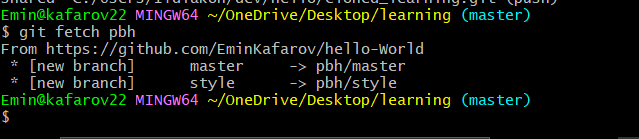 Emin@kafarov22 MINGW64 ~/OneDrive/Desktop/learning (master)
$ git fetch pbh
From https://github.com/EminKafarov/hello-World
 * [new branch]      master     -> pbh/master
 * [new branch]      style      -> pbh/style
Emin@kafarov22 MINGW64 ~/OneDrive/Desktop/learning (master)
$